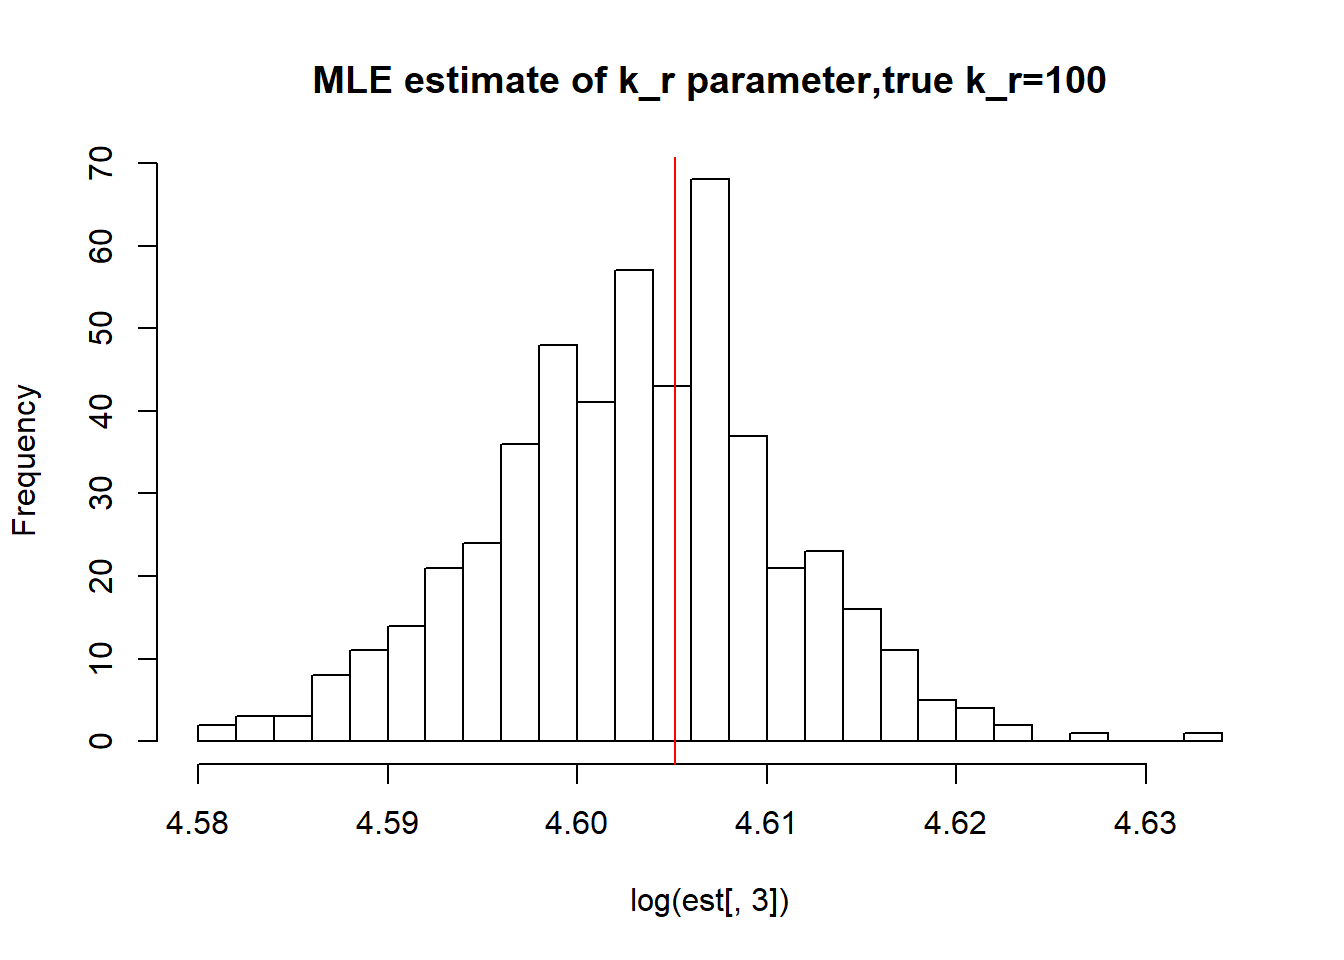 MLE estimate of k_r parameter,true k_r=100
70
60
50
40
30
20
10
0
Frequency
4.58 4.59 4.60 4.61 4.62 4.63
log(est[, 3])